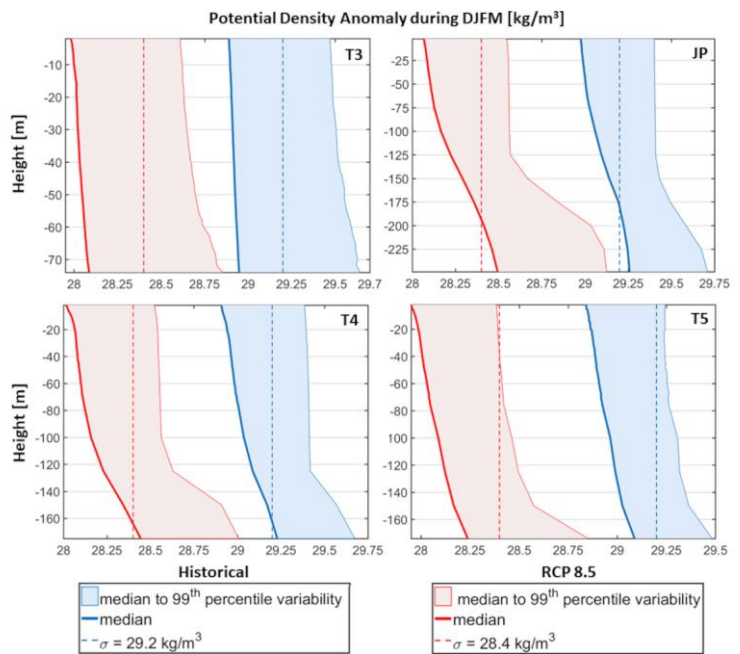 Potential Density Anomaly during DJFM [kg/m³]
T3
JP
Height [m]
-10
-20
-30
-40
-50
-60
-70
28 28.25 28.5 28.75 29 29.25 29.5 29.7
-25
-50
-75
-100
-125
-150
-175
-200
-225
28 28.25 28.5 28.75 29 29.25 29.5 29.75
T4
T5
Height [m]
-20
-40
-60
-80
-100
-120
-140
-160
28 28.25 28.5 28.75 29 29.25 29.5 29.75
-20
-40
-60
-80
-100
-120
-140
-160
28 28.25 28.5 28.75 29 29.25 29.5
Historical
RCP 8.5
median to 99th percentile variability
median
σ = 29.2 kg/m³
median to 99th percentile variability
median
σ = 28.4 kg/m³